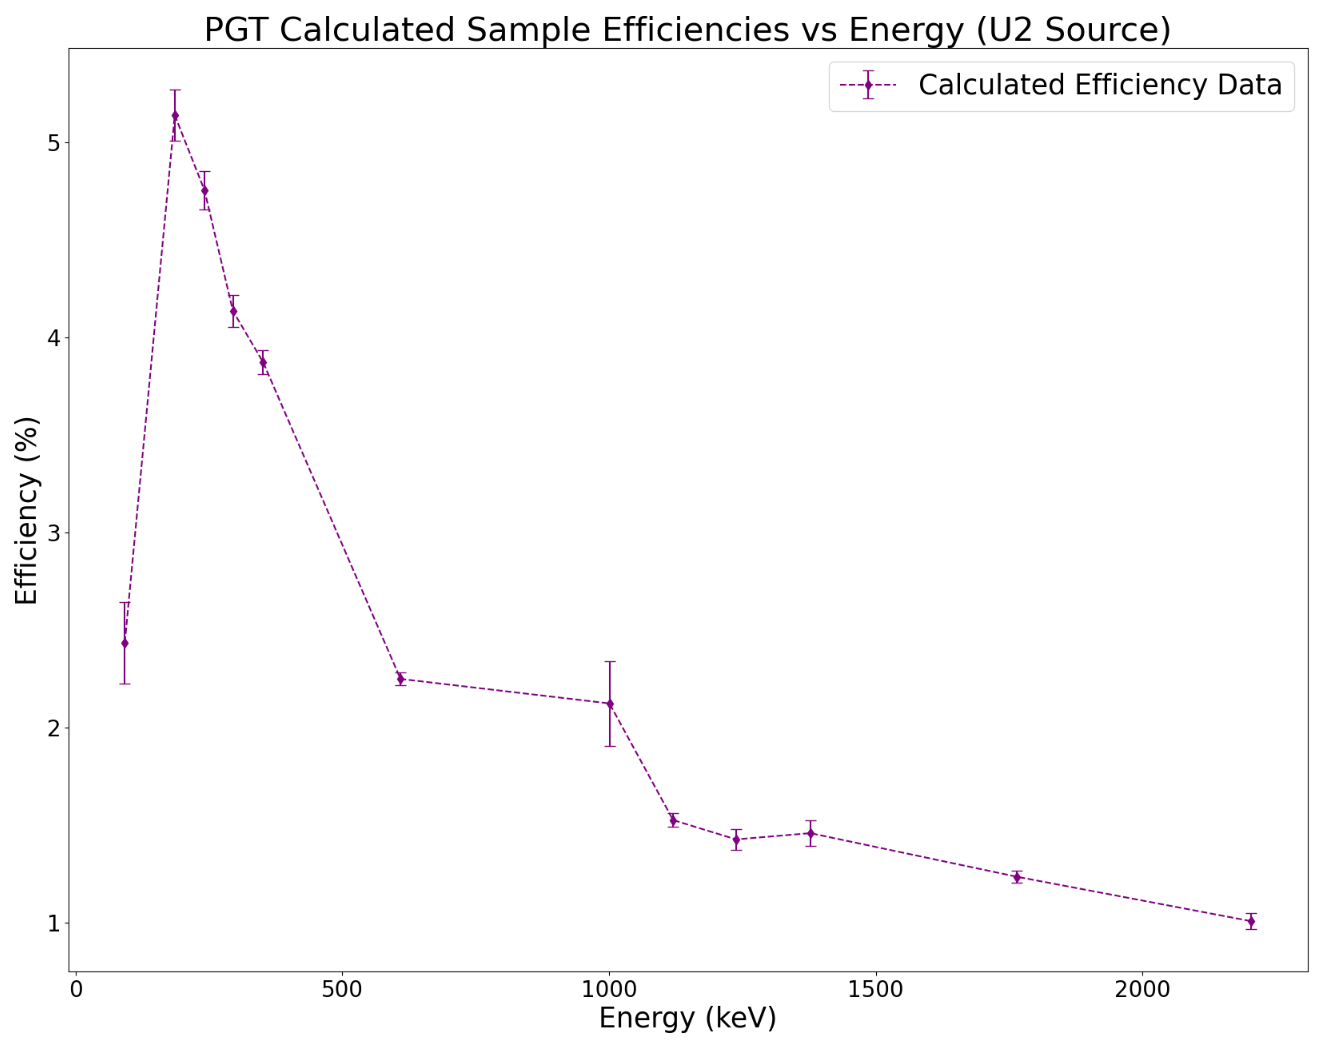 PGT Calculated Sample Efficiencies vs Energy (U2 Source)
Calculated Efficiency Data
5
4
3
2
1
Efficiency (%)
0 500 1000 1500 2000
Energy (keV)